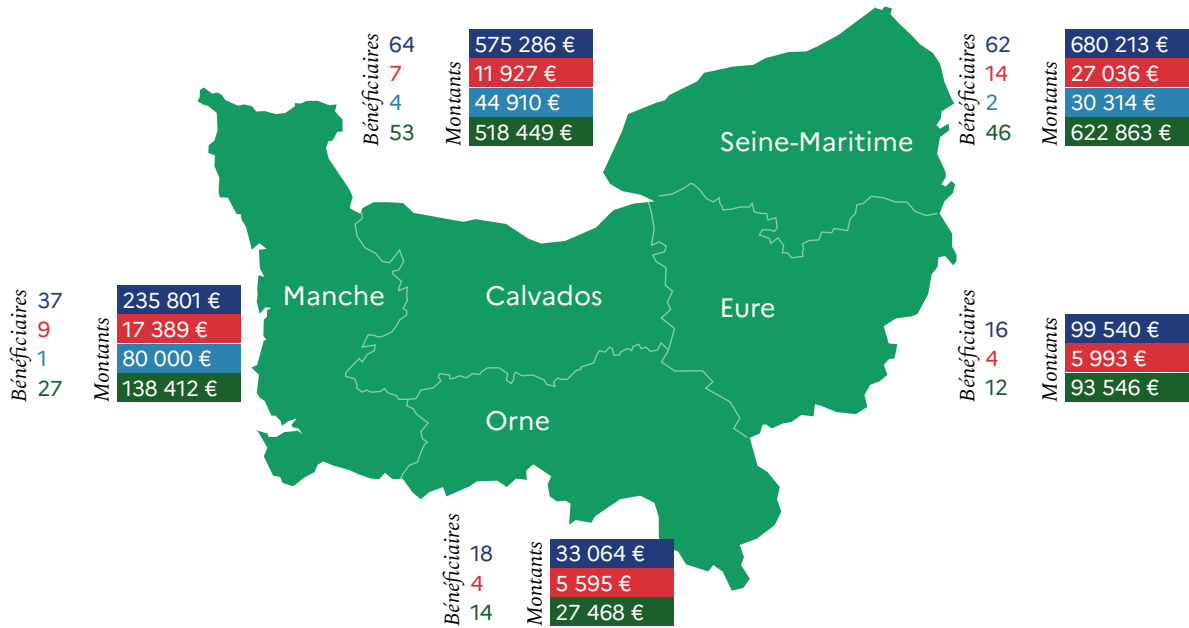 Bénéficiaires
64
7
4
53
Montants
575 286 €
11 927 €
44 910 €
518 449 €
Bénéficiaires
62
14
2
46
Montants
680 213 €
27 036 €
30 314 €
622 863 €
Seine-Maritime
Bénéficiaires
37
9
1
27
Montants
235 801 €
17 389 €
80 000 €
138 412 €
Manche
Calvados
Eure
Bénéficiaires
16
4
12
Montants
99 540 €
5 993 €
93 546 €
Orne
Bénéficiaires
18
4
14
Montants
33 064 €
5 595 €
27 468 €